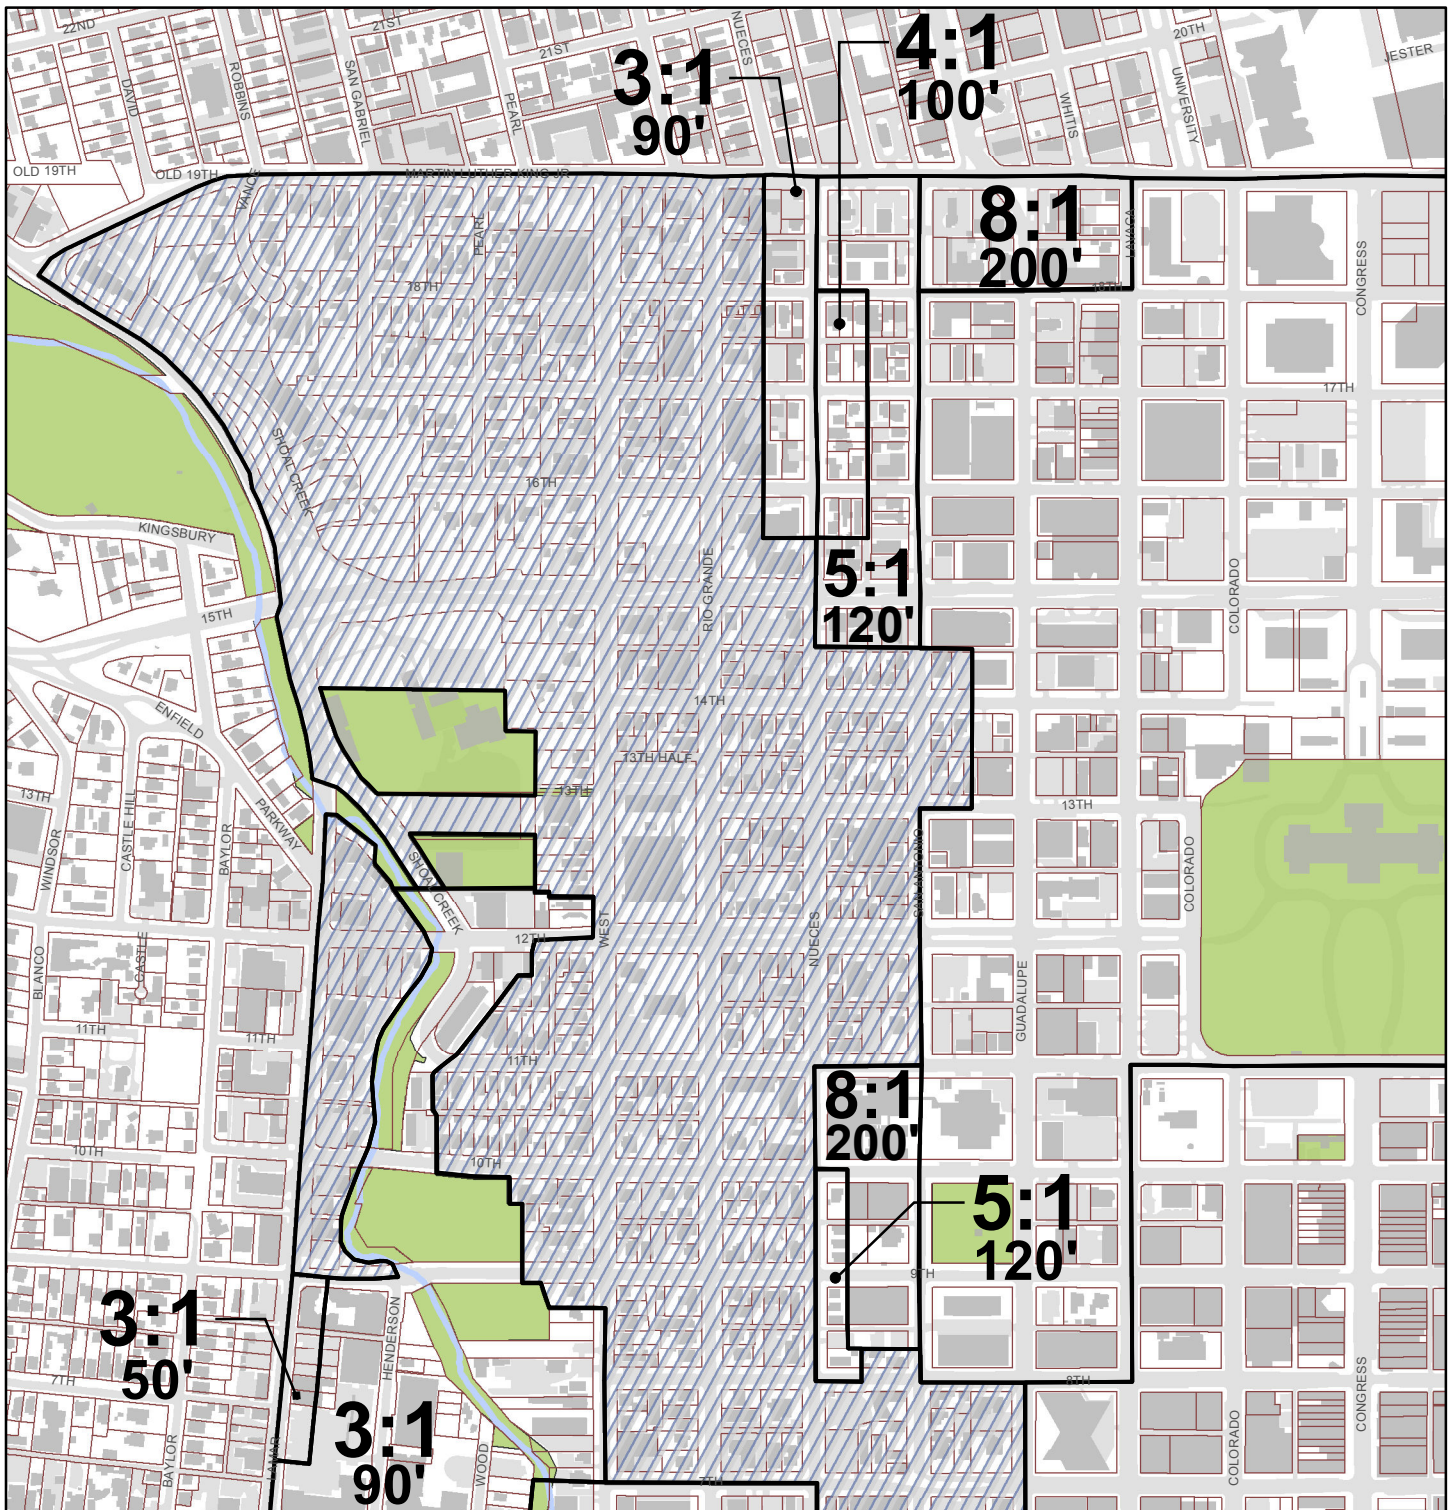 22ND
21ST
NUECES
4:1
100'
20TH
JESTER
21ST
3:1
90'
DAVID
ROBBINS
SAN GABRIEL
PEARL
WHITIS
UNIVERSITY
OLD 19TH
OLD 19TH
MARTIN LUTHER KING JR
VANCE
PEARL
8:1
200'
LAVACA
CONGRESS
18TH
18TH
17TH
SHOAL CREEK
16TH
KINGSBURY
15TH
RIO GRANDE
5:1
120'
COLORADO
ENFIELD
14TH
13TH HALF
13TH
13TH
13TH
WINDSOR
CASTLE HILL
BAYLOR
PARKWAY
SHOAL CREEK
SAN ANTONIO
COLORADO
BLANCO
CASTLE
12TH
WEST
NUECES
GUADALUPE
11TH
11TH
11TH
8:1
200'
10TH
10TH
5:1
120'
9TH
3:1
50'
HENDERSON
7TH
8TH
CONGRESS
3:1
90'
BAYLOR
LAMAR
WOOD
7TH
COLORADO